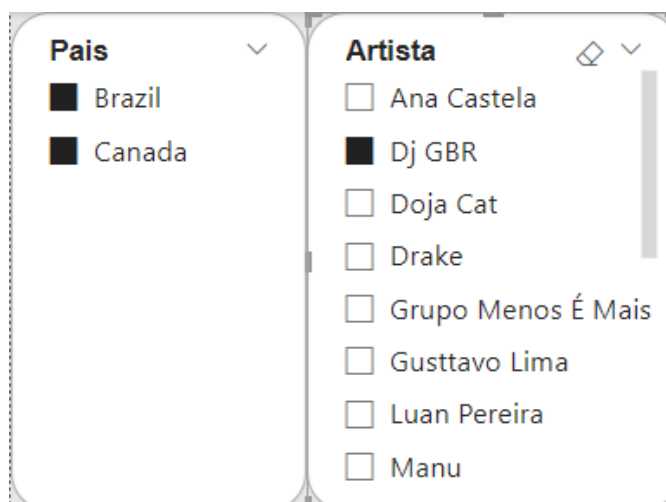 Pais
Brazil
Canada
Artista
Ana Castela
Dj GBR
Doja Cat
Drake
Grupo Menos É Mais
Gusttavo Lima
Luan Pereira
Manu